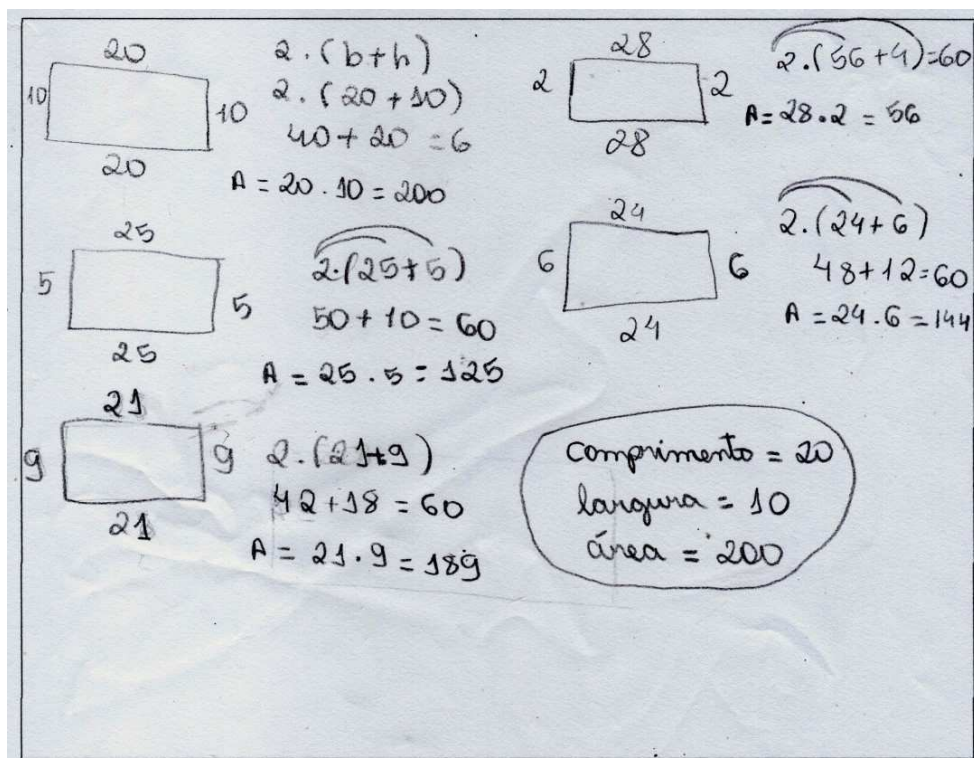 20
10
10
20
2.(b+h)
2.(20+10)
40+20=6
A = 20.10 = 200
28
2
2
28
2.(56+4)=60
A= 28.2 = 56
25
5
5
25
2.(25+5)
50+10 = 60
A = 25.5 = 125
24
6
6
24
2.(24+6)
48+12=60
A = 24.6 = 144
21
9
9
21
2.(21+9)
42+18 = 60
A = 21.9 = 189
comprimento = 20
largura = 10
área = 200